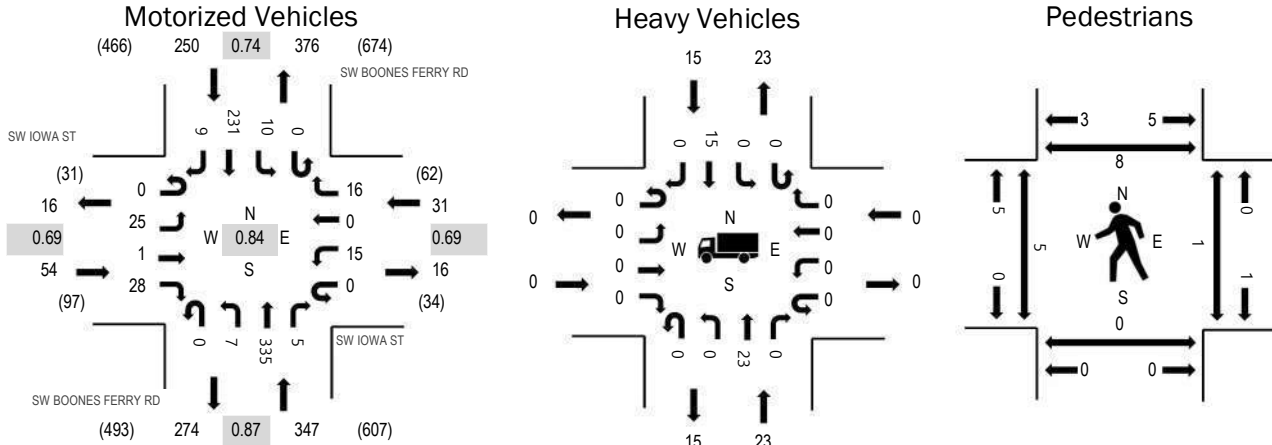 Motorized Vehicles
(466) 250 0.74 376 (674)
SW BOONES FERRY RD
SW IOWA ST
9 231 10 0
(31)
(62)
0
16
16
31
25
0
N
0.69
W 0.84 E
0.69
1
15
S
54
16
28
0
(97)
(34)
0 7 335 5
SW IOWA ST
SW BOONES FERRY RD
(493) 274 0.87 347 (607)
Heavy Vehicles
15 23
0 15 0 0
0
0
0
0
0
0
N
W E
0
0
S
0
0
0
0
0 0 23 0
15 23
Pedestrians
3 5
8
N
5
5
W E
1
0
S
0
1
0
0 0